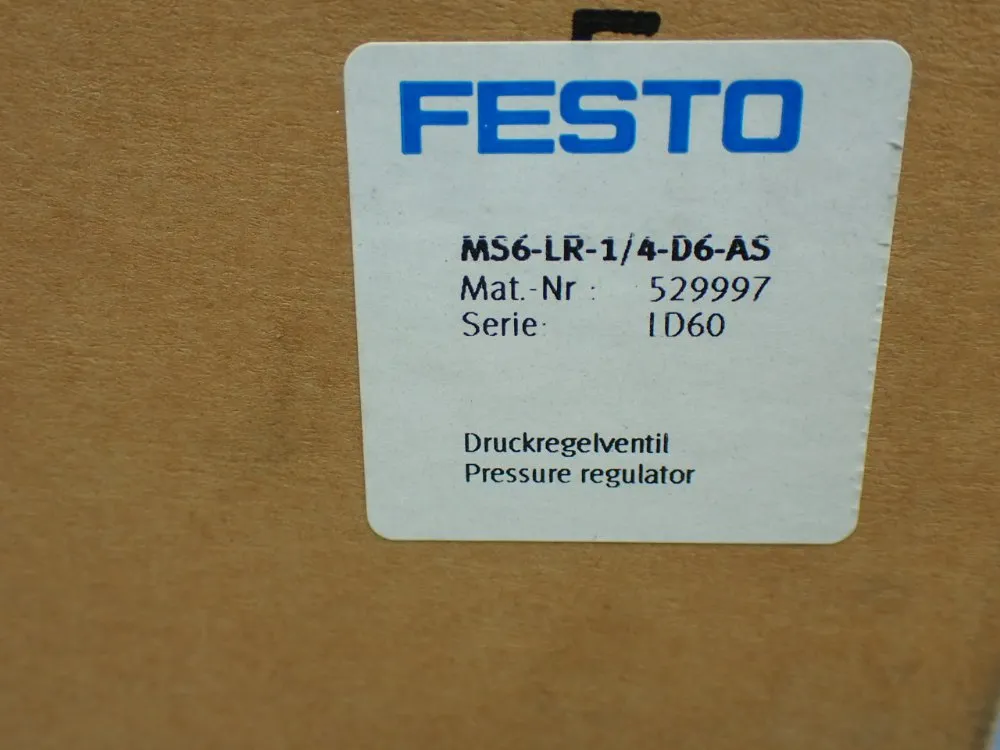 FESTO
MS6-LR-1/4-D6-AS
Mat.-Nr : 529997
Serie: ID60
Druckregelventil
Pressure regulator